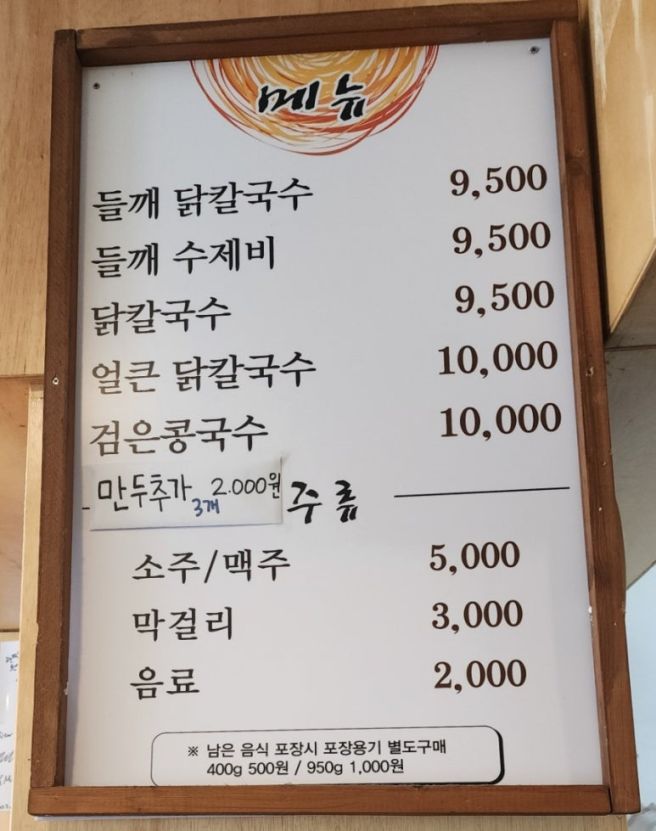 메뉴
들깨 닭칼국수 9,500
들깨 수제비 9,500
닭칼국수 9,500
얼큰 닭칼국수 10,000
검은콩국수 10,000
만두추가 3개 2.000원
주류
소주/맥주 5,000
막걸리 3,000
음료 2,000
※ 남은 음식 포장시 포장용기 별도구매
400g 500원 / 950g 1,000원